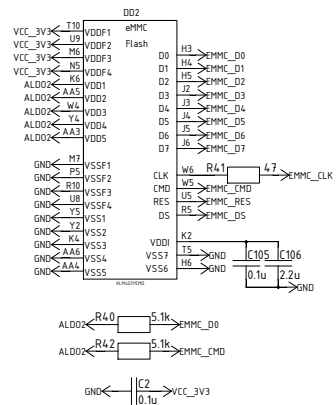 DD2
eMMC
Flash
VCC_3V3 T10 VDDF1
VCC_3V3 U9 VDDF2
VCC_3V3 M6 VDDF3
VCC_3V3 N5 VDDF4
ALDO2 K6 VDD1
ALDO2 AA5 VDD2
ALDO2 W4 VDD3
ALDO2 Y4 VDD4
ALDO2 AA3 VDD5
GND M7 VSSF1
GND P5 VSSF2
GND R10 VSSF3
GND U8 VSSF4
GND Y5 VSS1
GND Y2 VSS2
GND K4 VSS3
GND AA6 VSS4
GND AA4 VSS5
D0 H3 EMMC_D0
D1 H4 EMMC_D1
D2 H5 EMMC_D2
D3 J2 EMMC_D3
D4 J3 EMMC_D4
D5 J4 EMMC_D5
D6 J5 EMMC_D6
D7 J6 EMMC_D7
CLK W6 R41 47 EMMC_CLK
CMD W5 EMMC_CMD
RES U5 EMMC_RES
DS R5 EMMC_DS
VDDI K2
VSS7 T5 GND
VSS6 H6 GND
C105 0.1u
C106 2.2u
GND
ALDO2 R40 5.1k EMMC_D0
ALDO2 R42 5.1k EMMC_CMD
GND C2 0.1u VCC_3V3